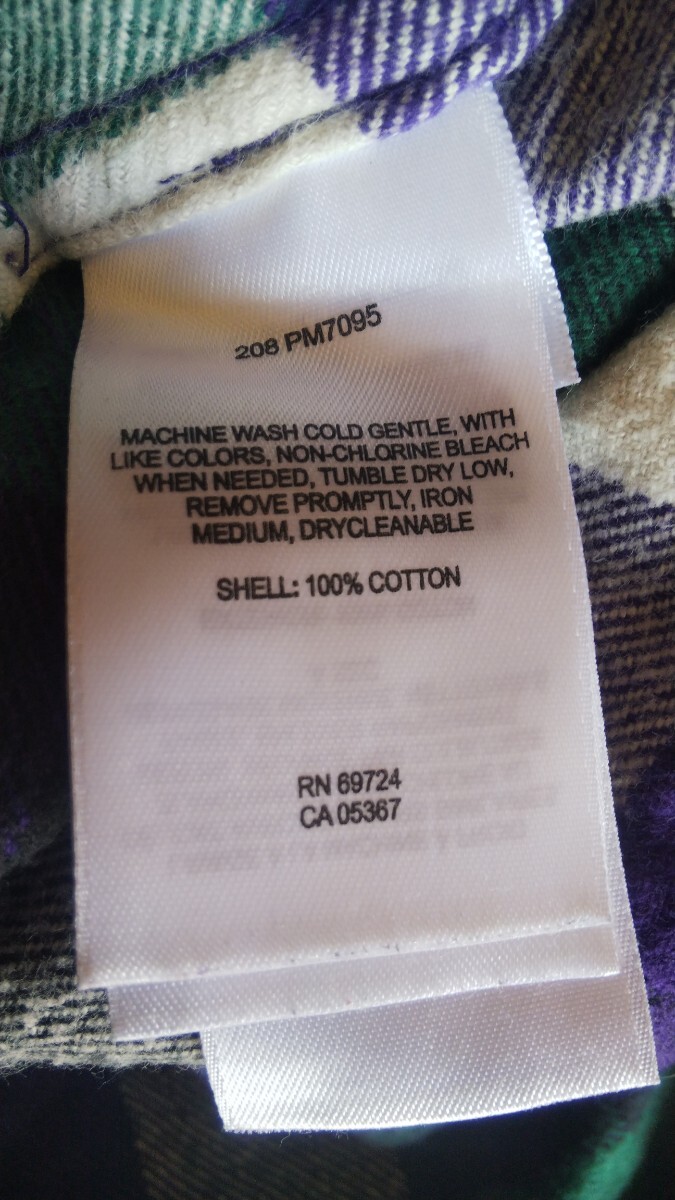 208 PM7095
MACHINE WASH COLD GENTLE, WITH
LIKE COLORS, NON-CHLORINE BLEACH
WHEN NEEDED, TUMBLE DRY LOW,
REMOVE PROMPTLY, IRON
MEDIUM, DRYCLEANABLE
SHELL: 100% COTTON
RN 69724
CA 05367